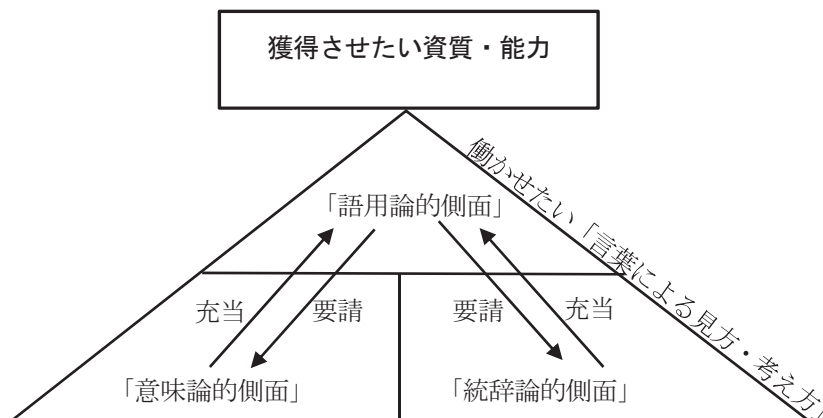 獲得させたい資質・能力
働かせたい「言葉による見方・考え方」
「語用論的側面」
充当
要請
要請
充当
「意味論的側面」
「統辞論的側面」